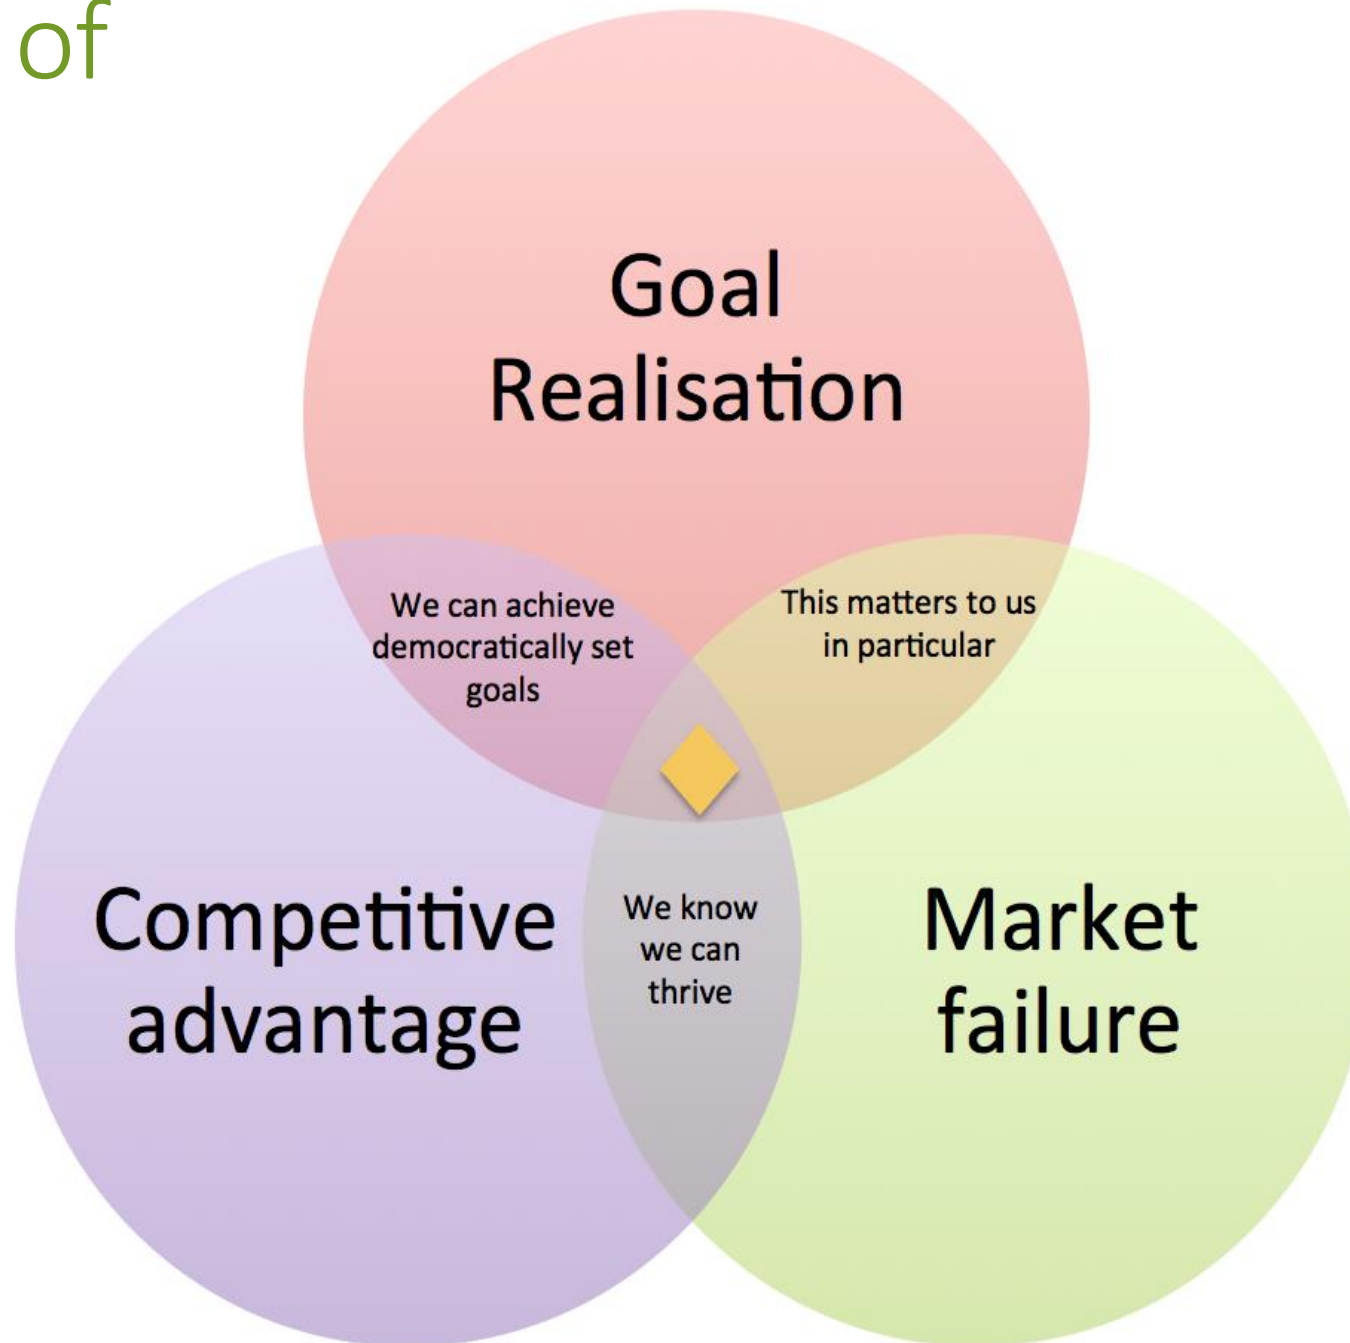 of
Goal
Realisation
We can achieve
democratically set
goals
This matters to us
in particular
Competitive
advantage
We know
we can
thrive
Market
failure